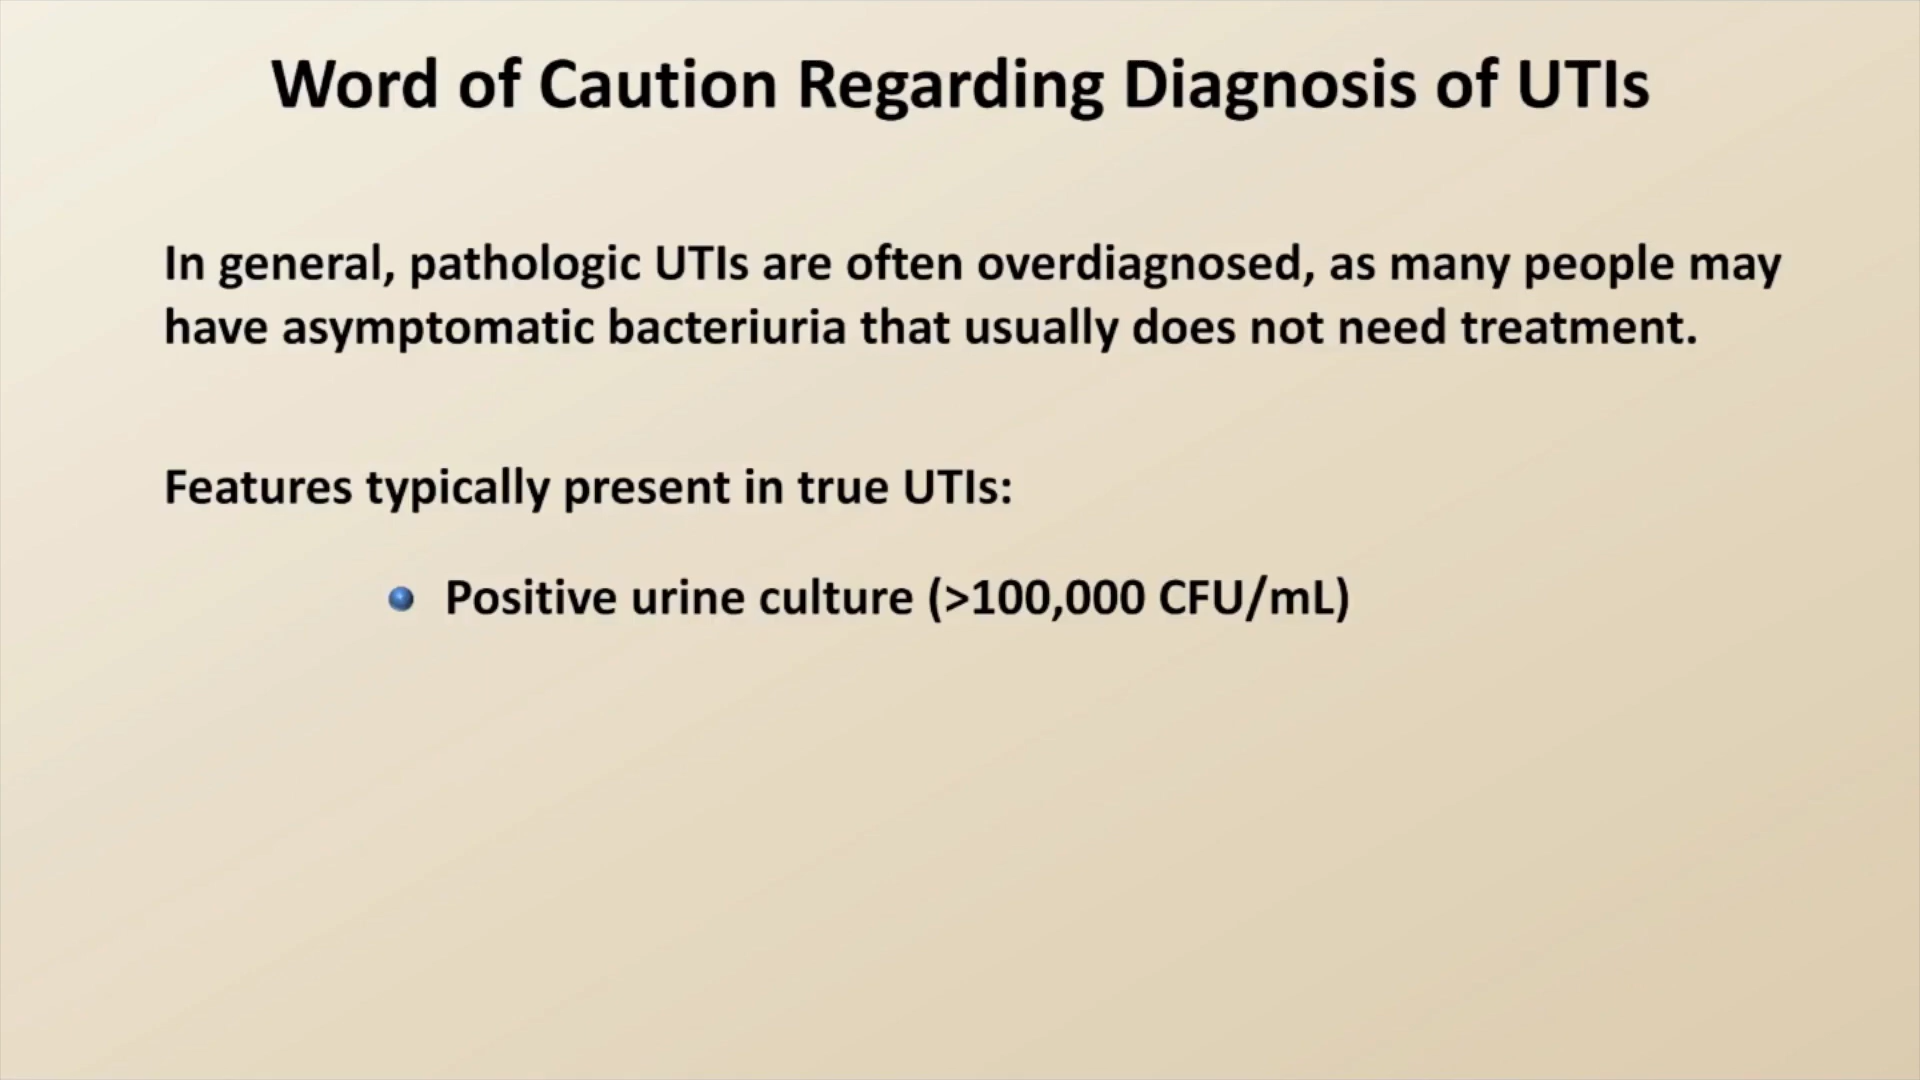 Word of Caution Regarding Diagnosis of UTIs
In general, pathologic UTIs are often overdiagnosed, as many people may
have asymptomatic bacteriuria that usually does not need treatment.
Features typically present in true UTIs:
Positive urine culture (>100,000 CFU/mL)